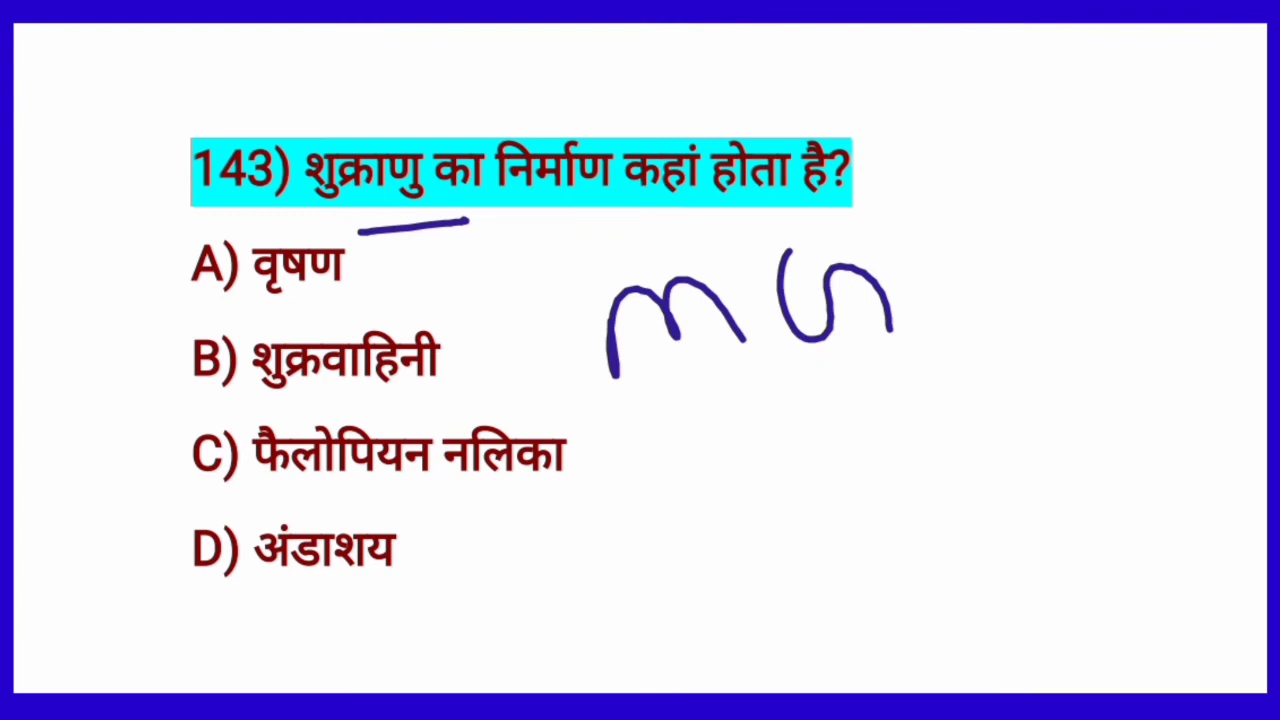 143) शुक्राणु का निर्माण कहां होता है?
A) वृषण
B) शुक्रवाहिनी
C) फैलोपियन नलिका
D) अंडाशय